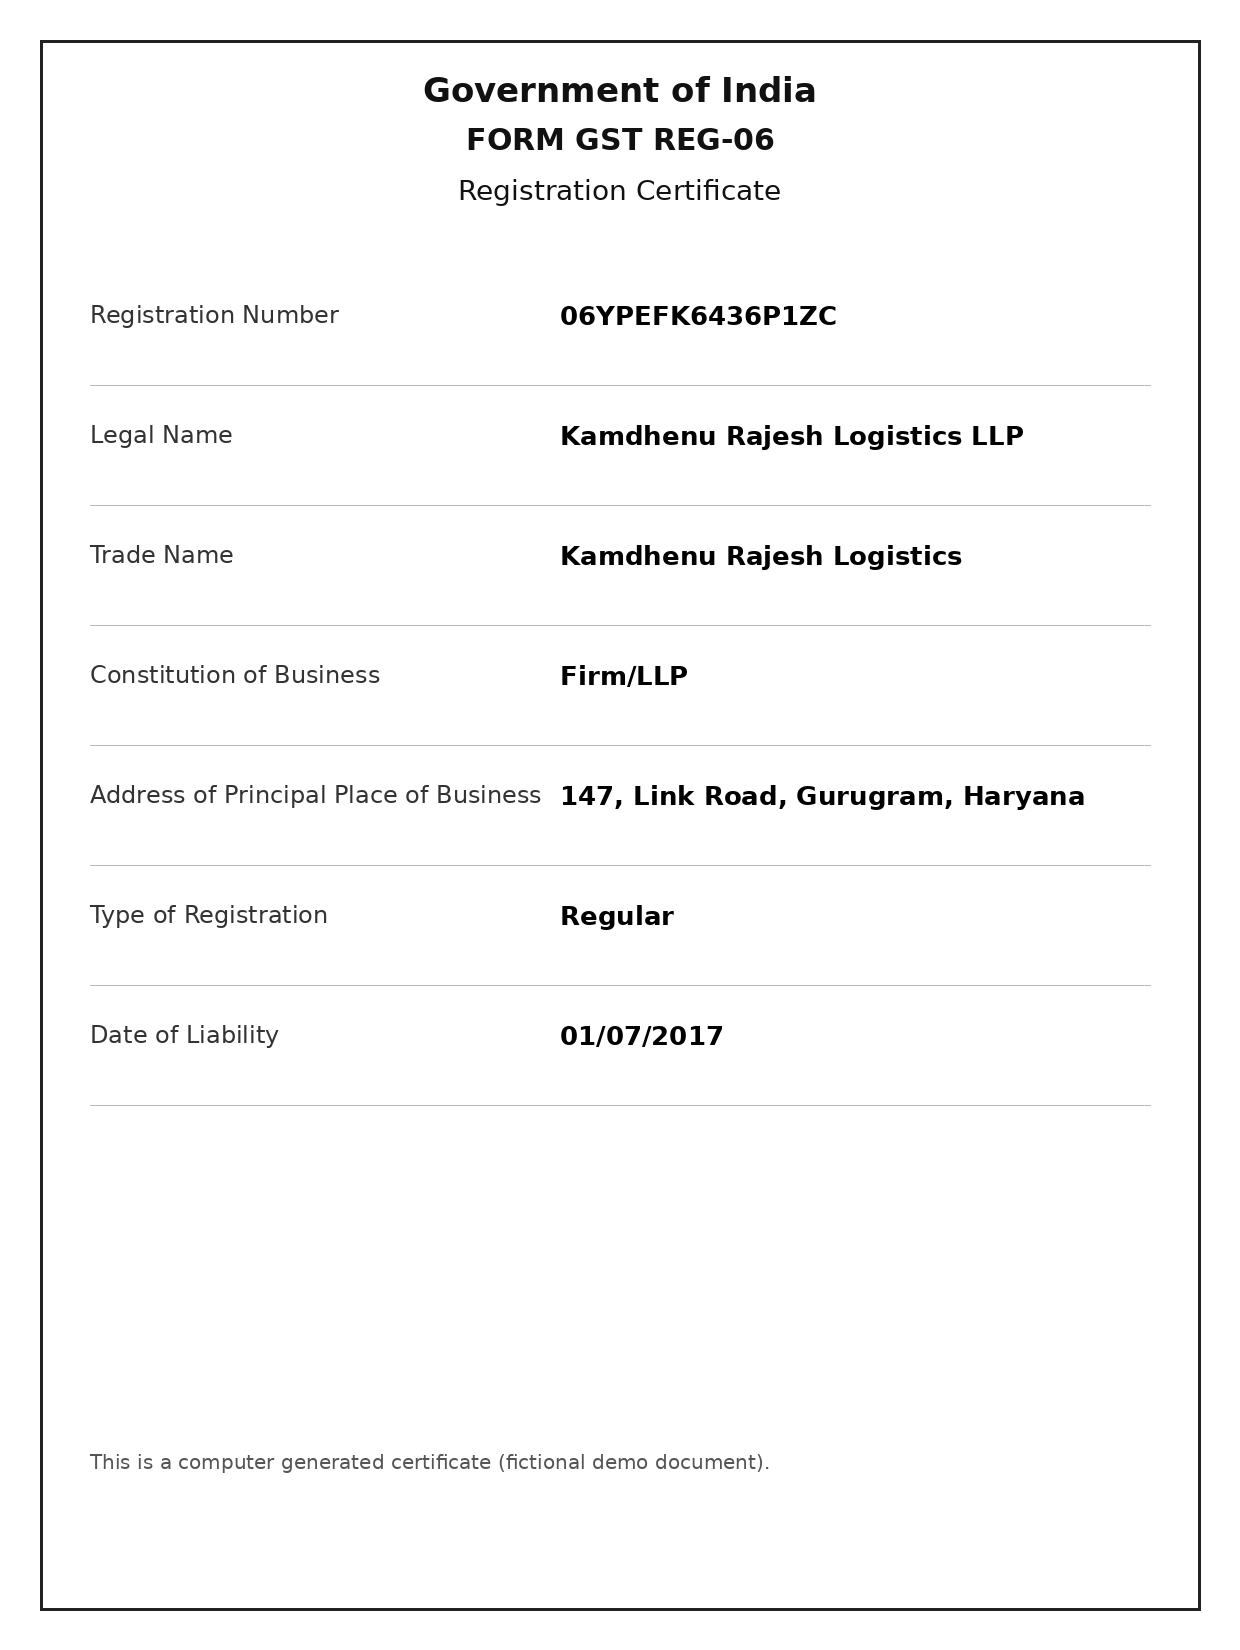 Government of India
FORM GST REG-06
Registration Certificate
Registration Number 06YPEFK6436P1ZC
Legal Name Kamdhenu Rajesh Logistics LLP
Trade Name Kamdhenu Rajesh Logistics
Constitution of Business Firm/LLP
Address of Principal Place of Business 147, Link Road, Gurugram, Haryana
Type of Registration Regular
Date of Liability 01/07/2017
This is a computer generated certificate (fictional demo document).